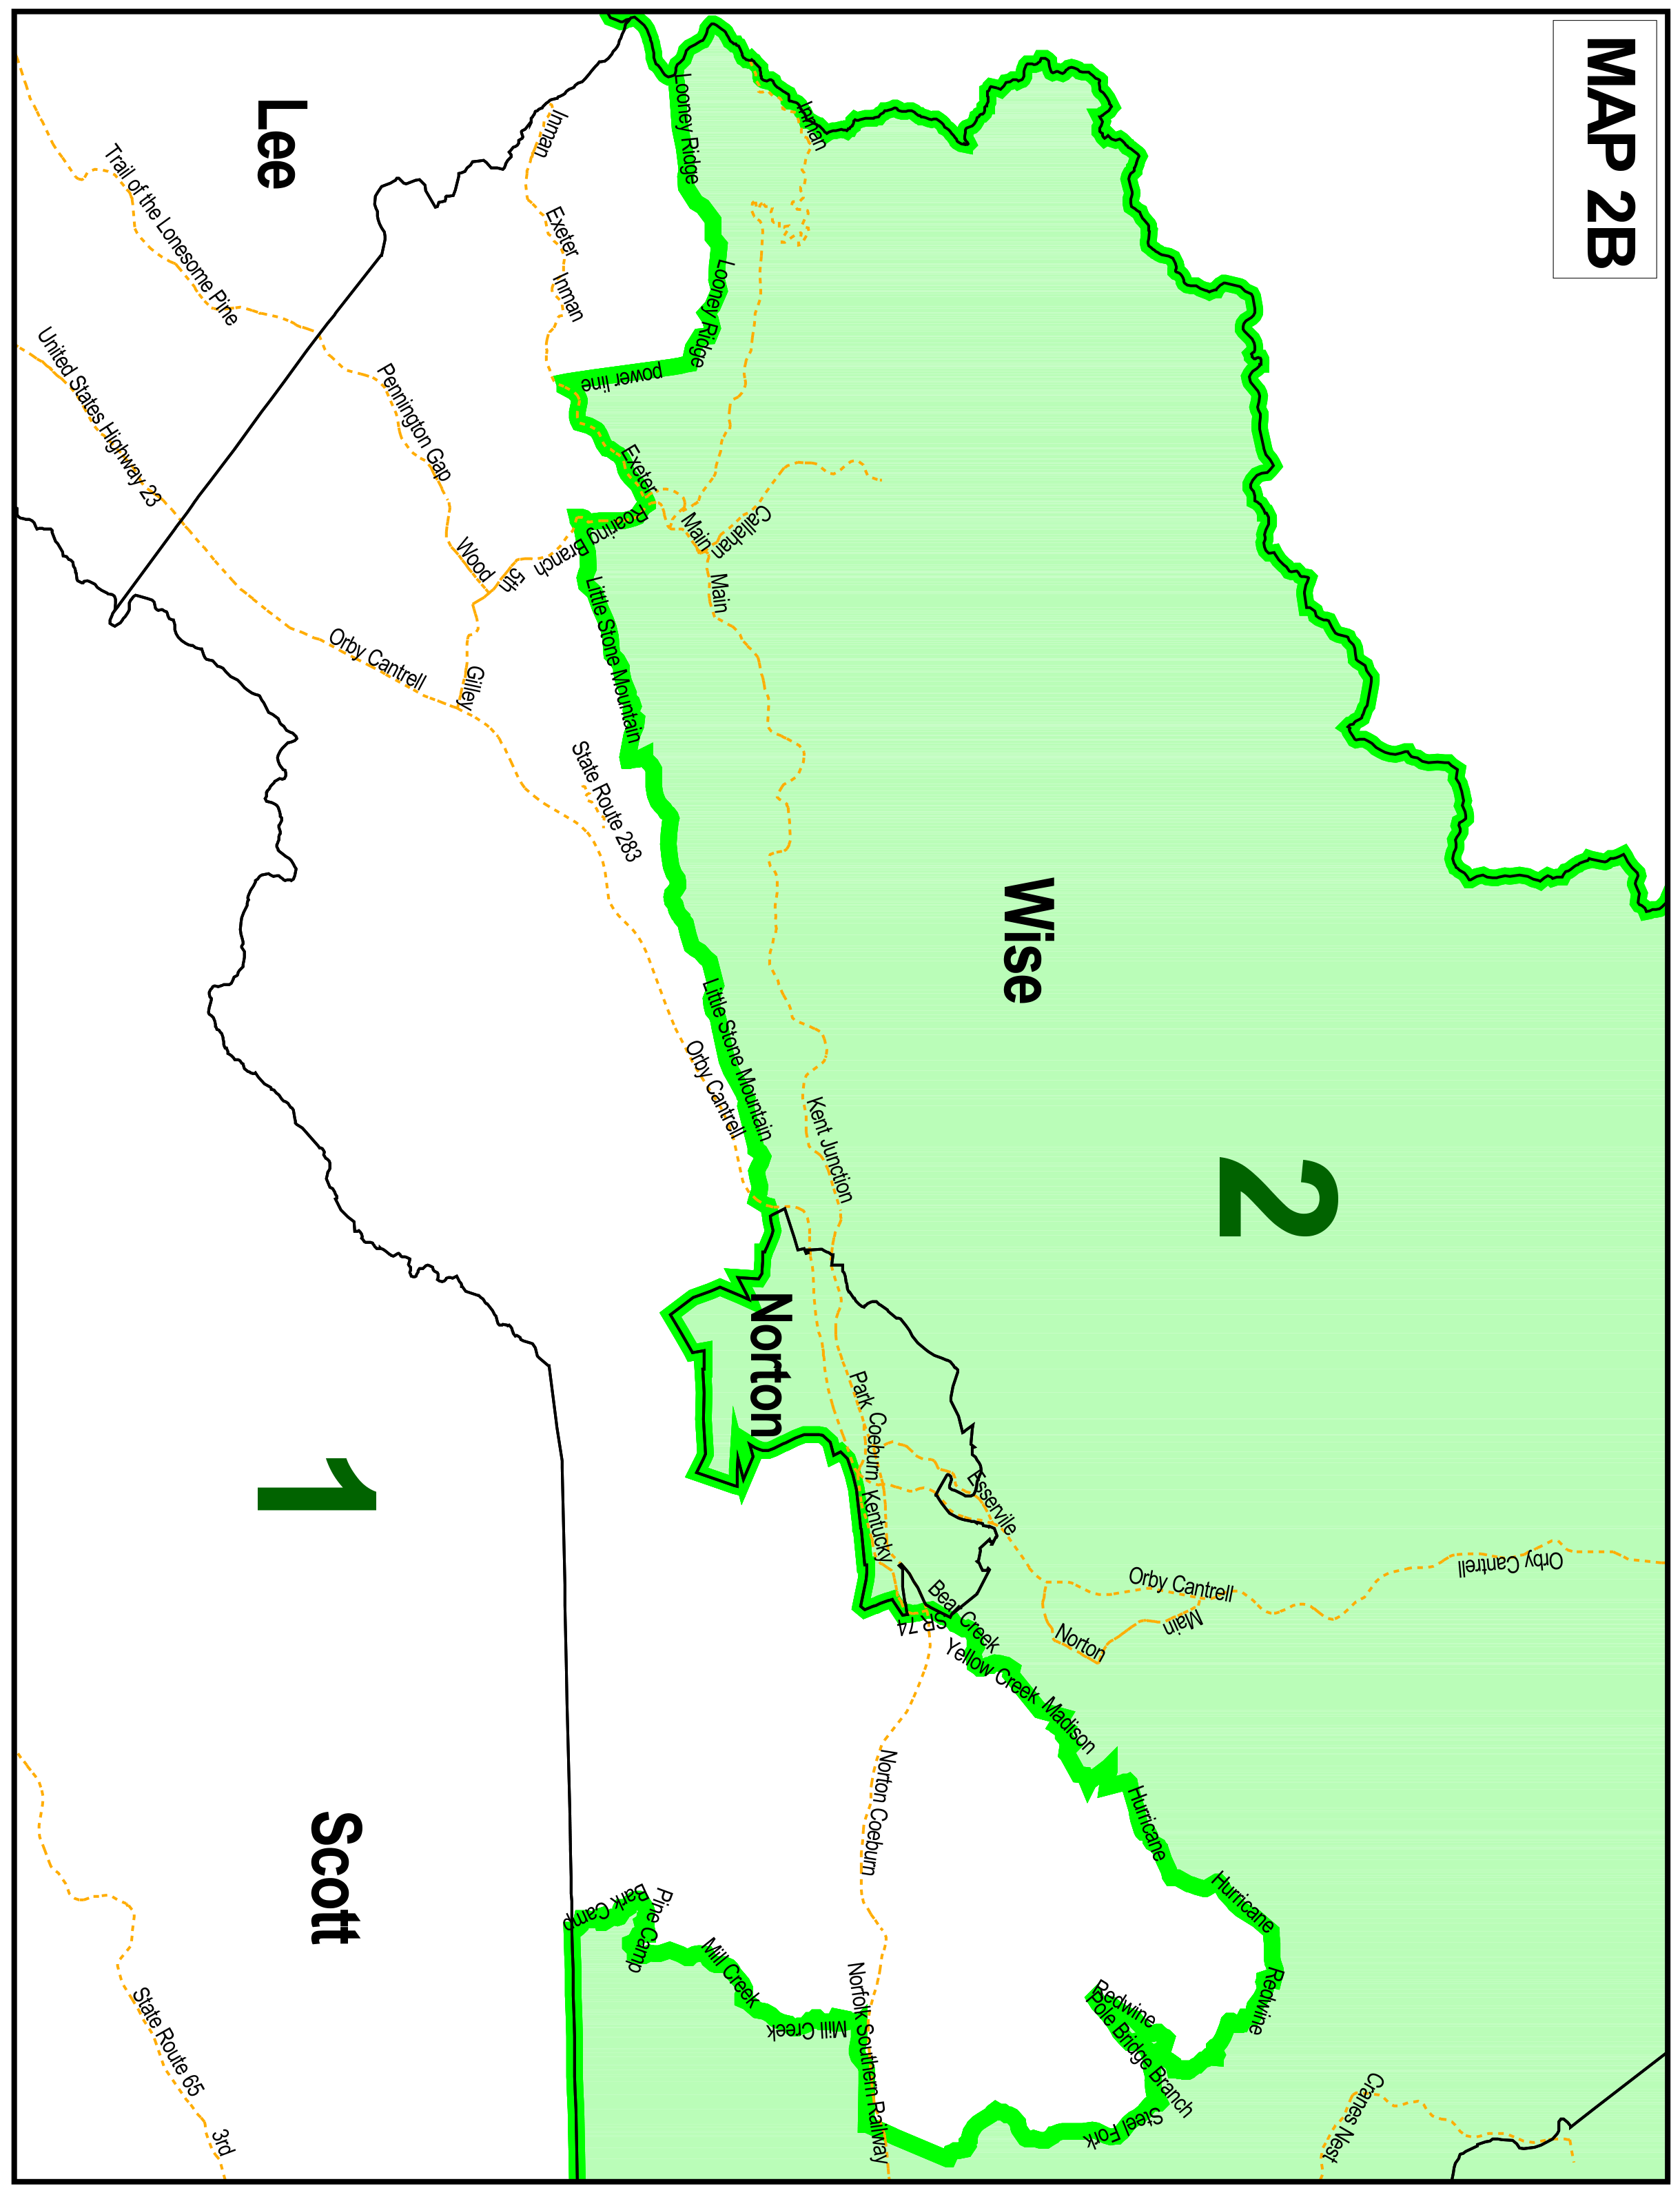 MAP 2B
Inman
Looney Ridge
Looney Ridge
Inman
Exeter
Inman
Lee
Trail of the Lonesome Pine
United States Highway 23
Pennington Gap
power line
Exeter
Roaring Branch
Main
Callahan
Main
Wood
5th
Gilley
Orby Cantrell
Little Stone Mountain
State Route 283
Wise
Little Stone Mountain
Orby Cantrell
Kent Junction
2
Norton
Park
Coeburn
Kentucky
Esserville
Orby Cantrell
Orby Cantrell
Main
Norton
Bear Creek
SR 74
Yellow Creek
Madison
1
Norton Coeburn
Hurricane
Hurricane
Scott
Bark Camp
Pine Camp
Mill Creek
Mill Creek
Norfolk Southern Railway
Redwine
Redwine
Pole Bridge Branch
Steel Fork
Cranes Nest
State Route 65
3rd